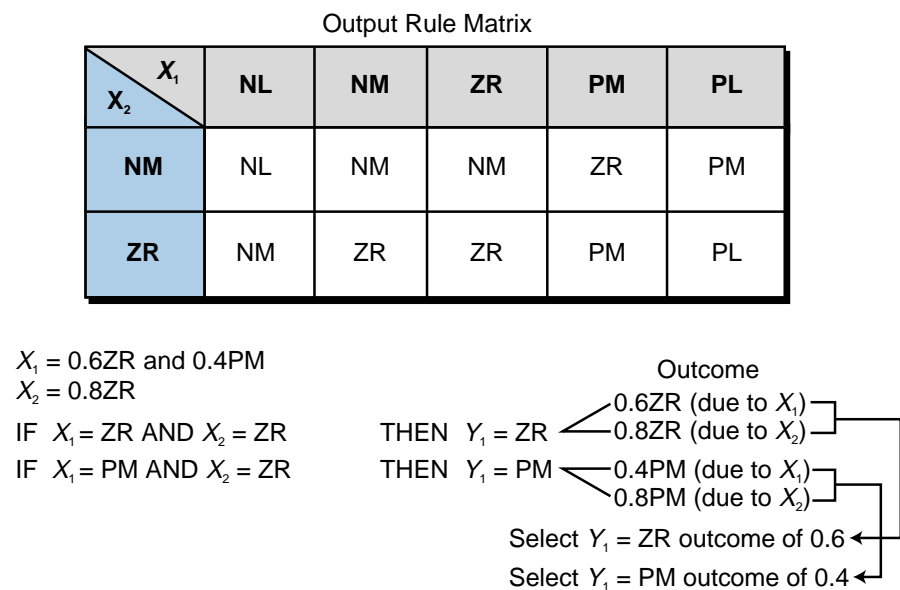 Output Rule Matrix
X₁ X₂ NL NM ZR PM PL
NM NL NM NM ZR PM
ZR NM ZR ZR PM PL
X₁ = 0.6ZR and 0.4PM
X₂ = 0.8ZR
Outcome
IF X₁ = ZR AND X₂ = ZR THEN Y₁ = ZR
0.6ZR (due to X₁)
0.8ZR (due to X₂)
IF X₁ = PM AND X₂ = ZR THEN Y₁ = PM
0.4PM (due to X₁)
0.8PM (due to X₂)
Select Y₁ = ZR outcome of 0.6
Select Y₁ = PM outcome of 0.4